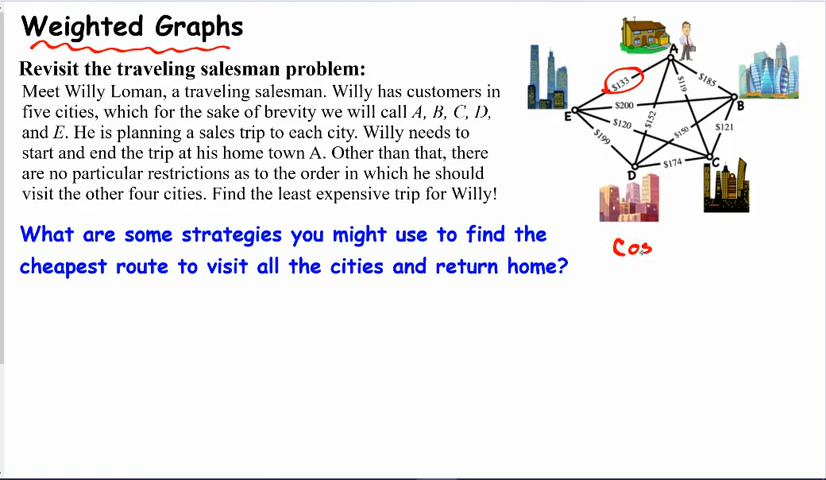 Weighted Graphs
Revisit the traveling salesman problem:
Meet Willy Loman, a traveling salesman. Willy has customers in
five cities, which for the sake of brevity we will call A, B, C, D,
and E. He is planning a sales trip to each city. Willy needs to
start and end the trip at his home town A. Other than that, there
are no particular restrictions as to the order in which he should
visit the other four cities. Find the least expensive trip for Willy!
What are some strategies you might use to find the
cheapest route to visit all the cities and return home?
A
$133
$185
$119
$200
B
E
$152
$120
$150
$121
$199
$174
C
D
Cos